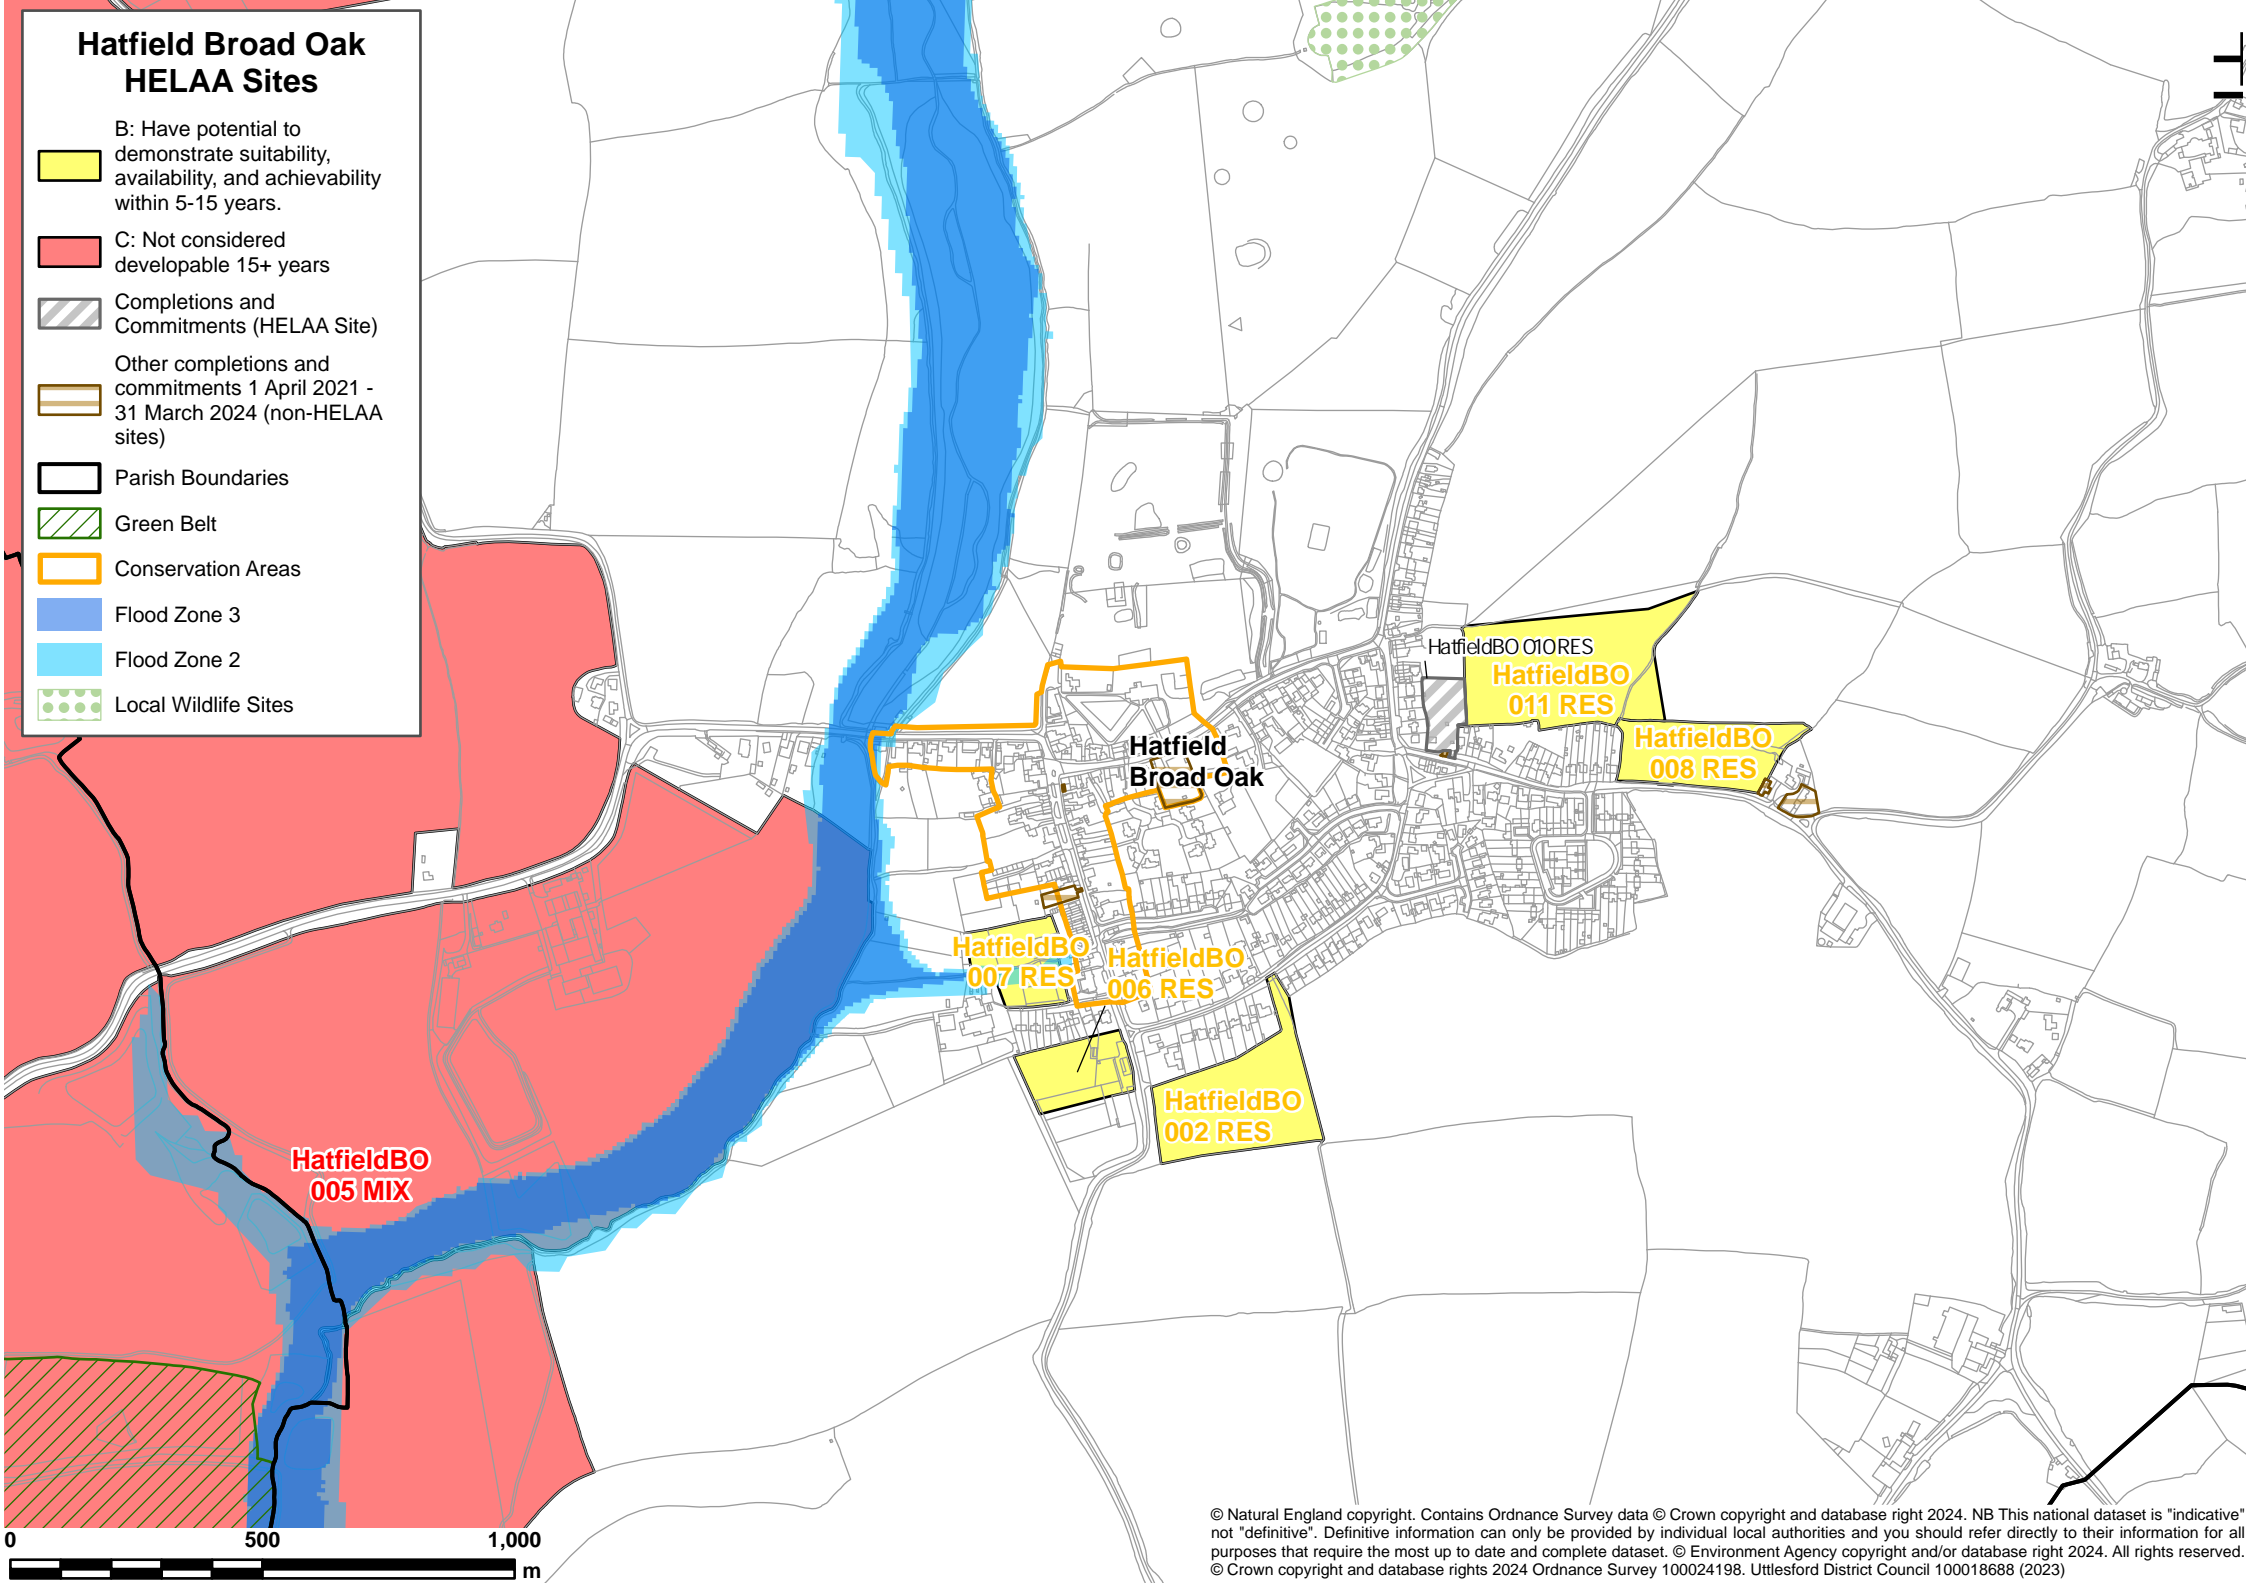 Hatfield Broad Oak
HELAA Sites
B: Have potential to
demonstrate suitability,
availability, and achievability
within 5-15 years.
C: Not considered
developable 15+ years
Completions and
Commitments (HELAA Site)
Other completions and
commitments 1 April 2021 -
31 March 2024 (non-HELAA
sites)
Parish Boundaries
Green Belt
Conservation Areas
Flood Zone 3
Flood Zone 2
Local Wildlife Sites
HatfieldBO 010 RES
HatfieldBO
011 RES
Hatfield
Broad Oak
HatfieldBO
008 RES
HatfieldBO
007 RES
HatfieldBO
006 RES
HatfieldBO
002 RES
HatfieldBO
005 MIX
0 500 1,000
m
© Natural England copyright. Contains Ordnance Survey data © Crown copyright and database right 2024. NB This national dataset is "indicative"
not "definitive". Definitive information can only be provided by individual local authorities and you should refer directly to their information for all
purposes that require the most up to date and complete dataset. © Environment Agency copyright and/or database right 2024. All rights reserved.
© Crown copyright and database rights 2024 Ordnance Survey 100024198. Uttlesford District Council 100018688 (2023)